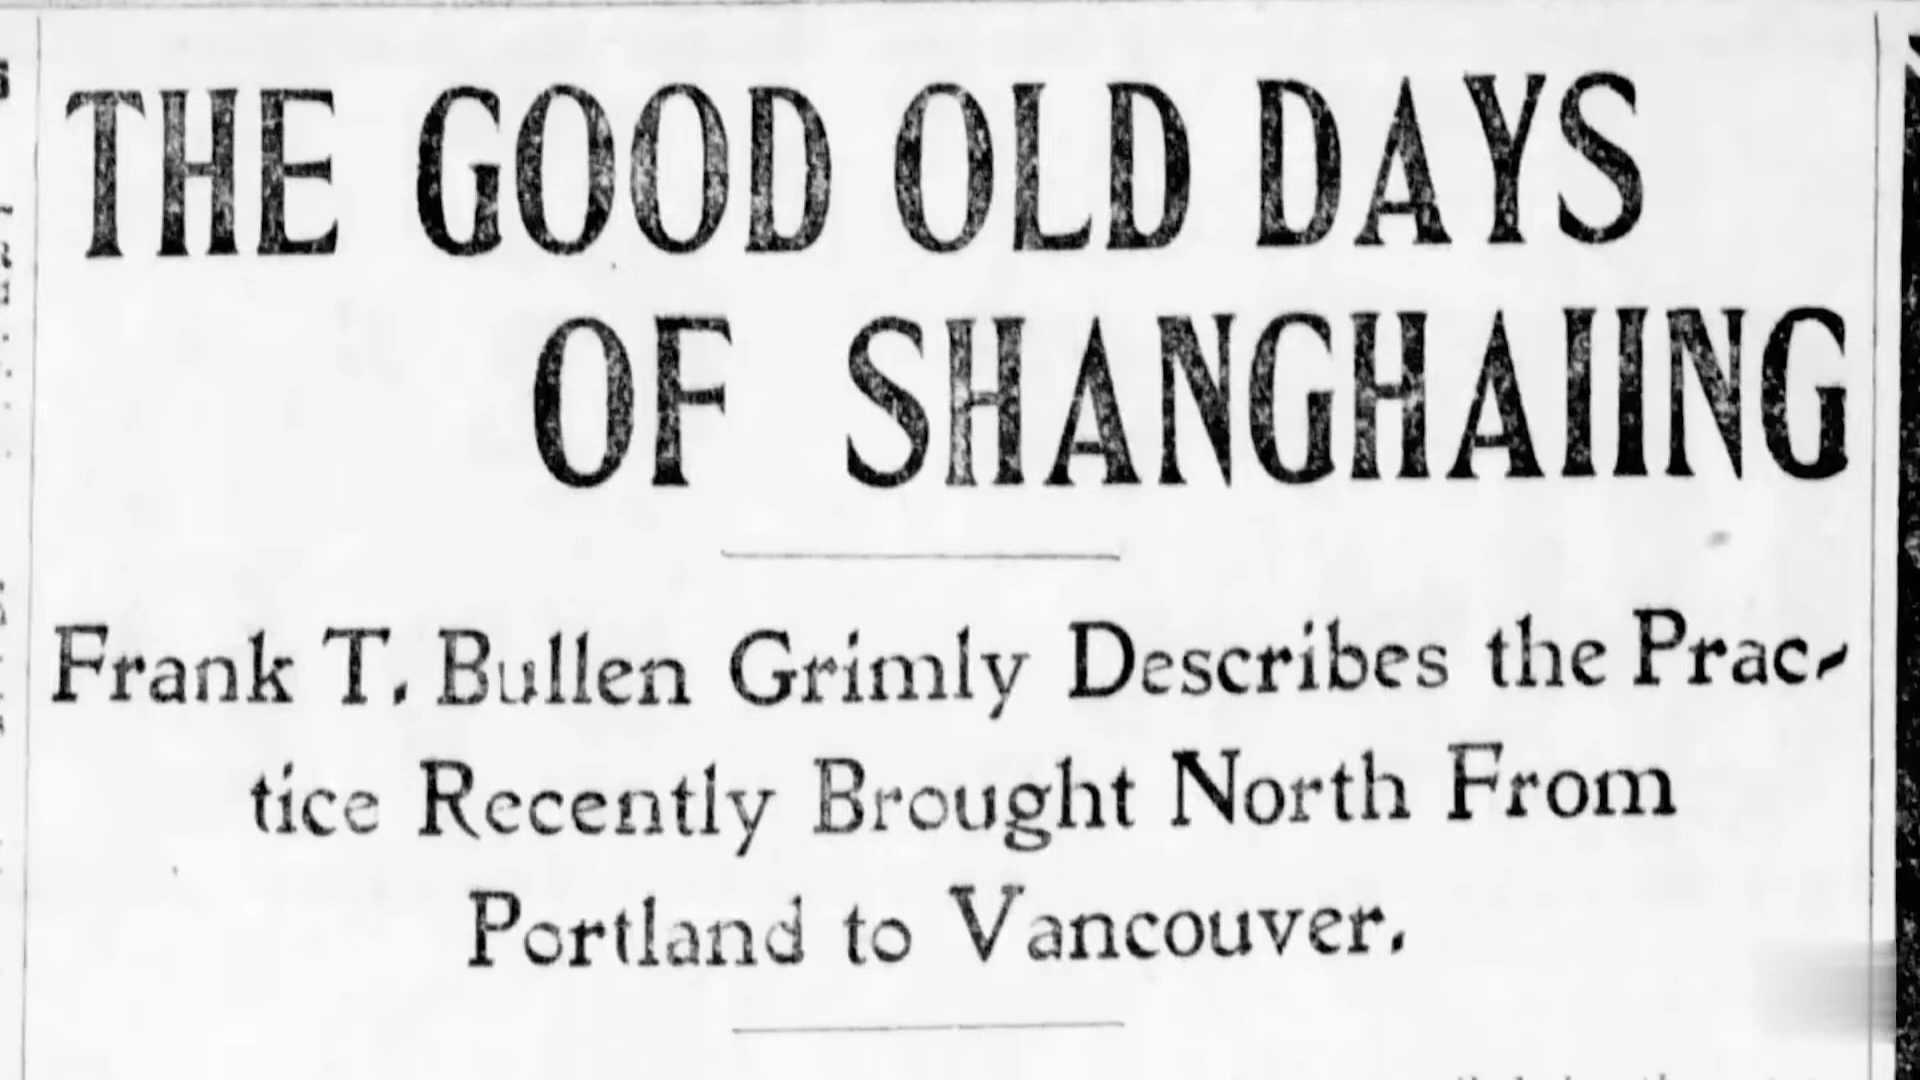 THE GOOD OLD DAYS
OF SHANGHAIING
Frank T. Bullen Grimly Describes the Prac-
tice Recently Brought North From
Portland to Vancouver.